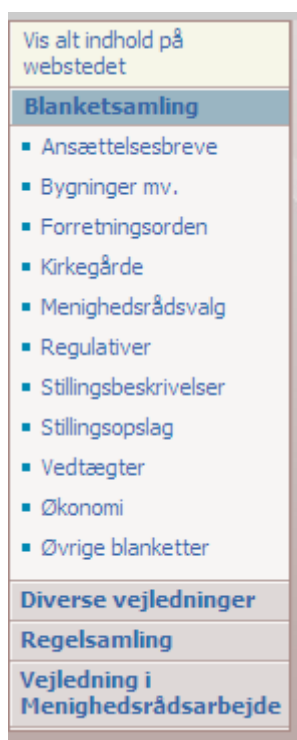 Vis alt indhold på
webstedet
Blanketsamling
Ansættelsesbreve
Bygninger mv.
Forretningsorden
Kirkegårde
Menighedsrådsvalg
Regulativer
Stillingsbeskrivelser
Stillingsopslag
Vedtægter
Økonomi
Øvrige blanketter
Diverse vejledninger
Regelsamling
Vejledning i
Menighedsrådsarbejde